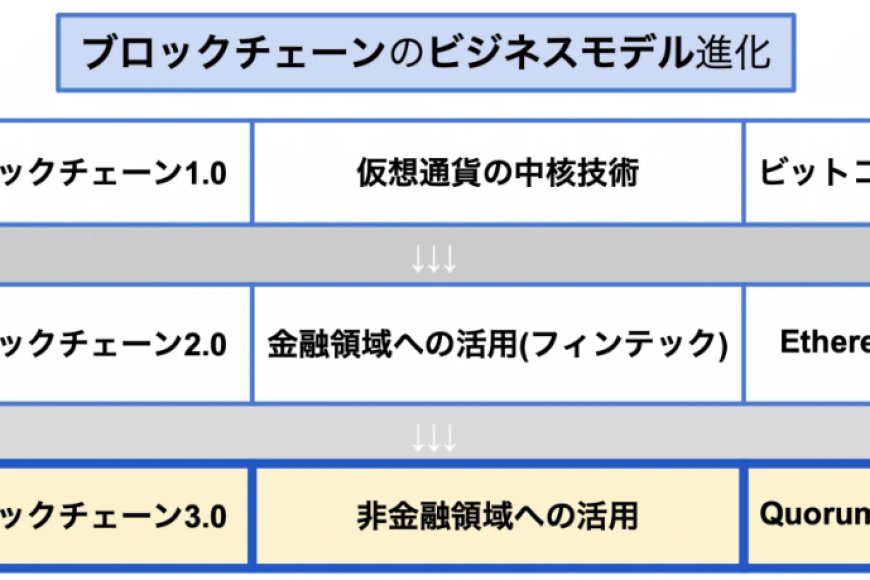 ブロックチェーンのビジネスモデル進化
ックチェーン1.0 仮想通貨の中核技術 ビットコ
↓↓↓
ックチェーン2.0 金融領域への活用(フィンテック) Ethere
↓↓↓
ックチェーン3.0 非金融領域への活用 Quorum